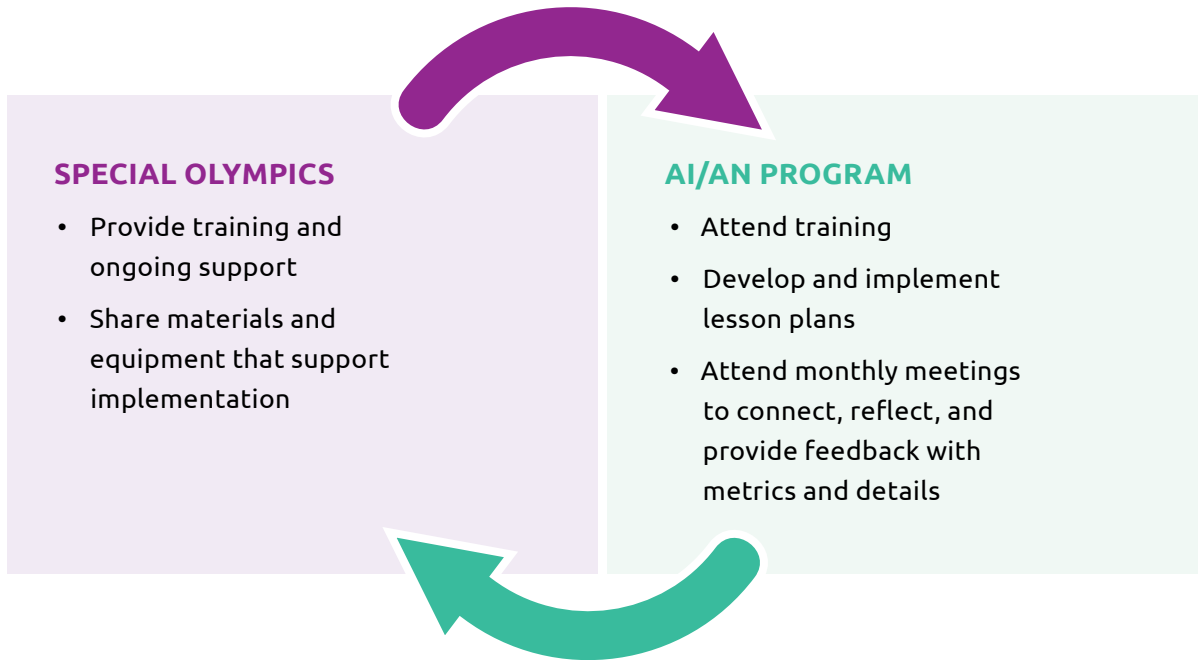 SPECIAL OLYMPICS
• Provide training and
ongoing support
• Share materials and
equipment that support
implementation
AI/AN PROGRAM
• Attend training
• Develop and implement
lesson plans
• Attend monthly meetings
to connect, reflect, and
provide feedback with
metrics and details